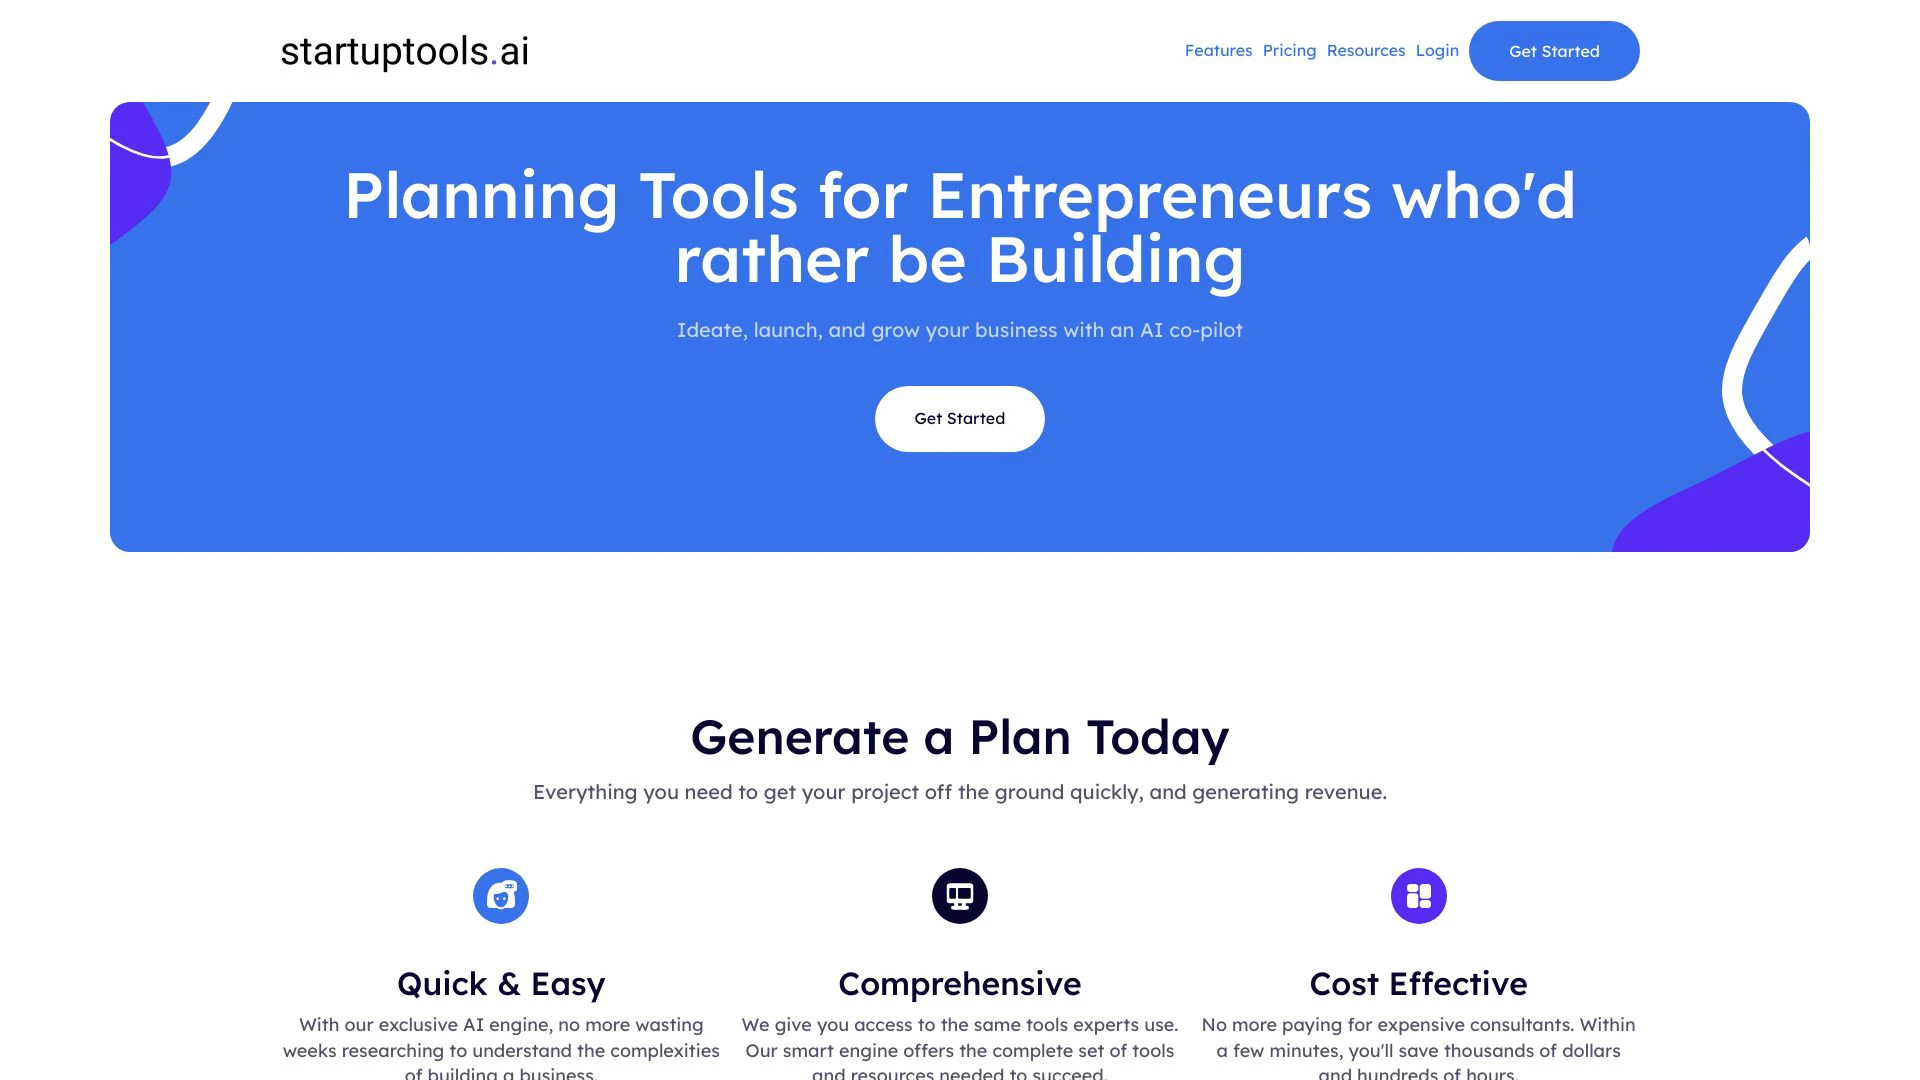 startuptools.ai
Features Pricing Resources Login Get Started
Planning Tools for Entrepreneurs who'd
rather be Building
Ideate, launch, and grow your business with an AI co-pilot
Get Started
Generate a Plan Today
Everything you need to get your project off the ground quickly, and generating revenue.
Quick & Easy
With our exclusive AI engine, no more wasting
weeks researching to understand the complexities
of building a business.
Comprehensive
We give you access to the same tools experts use.
Our smart engine offers the complete set of tools
and resources needed to succeed.
Cost Effective
No more paying for expensive consultants. Within
a few minutes, you'll save thousands of dollars
and hundreds of hours.